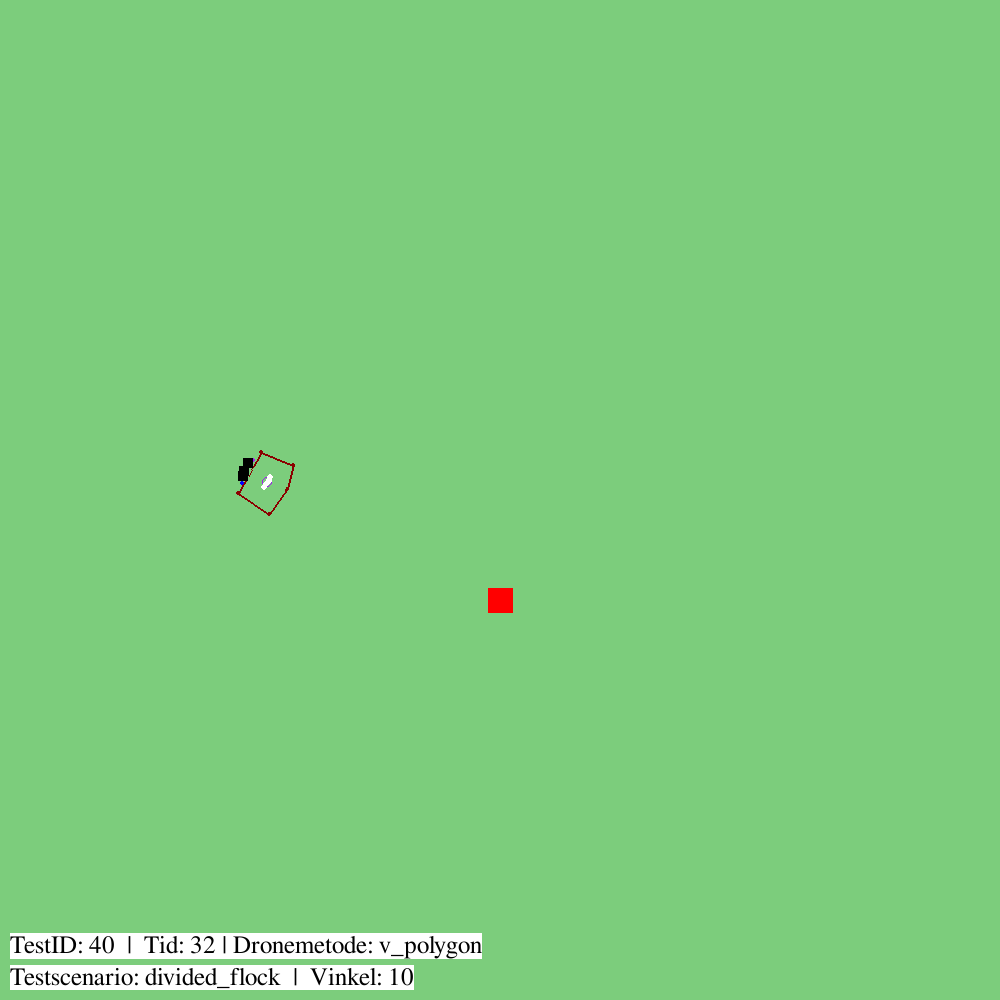 TestID: 40 | Tid: 32 | Dronemetode: v_polygon
Testscenario: divided_flock | Vinkel: 10